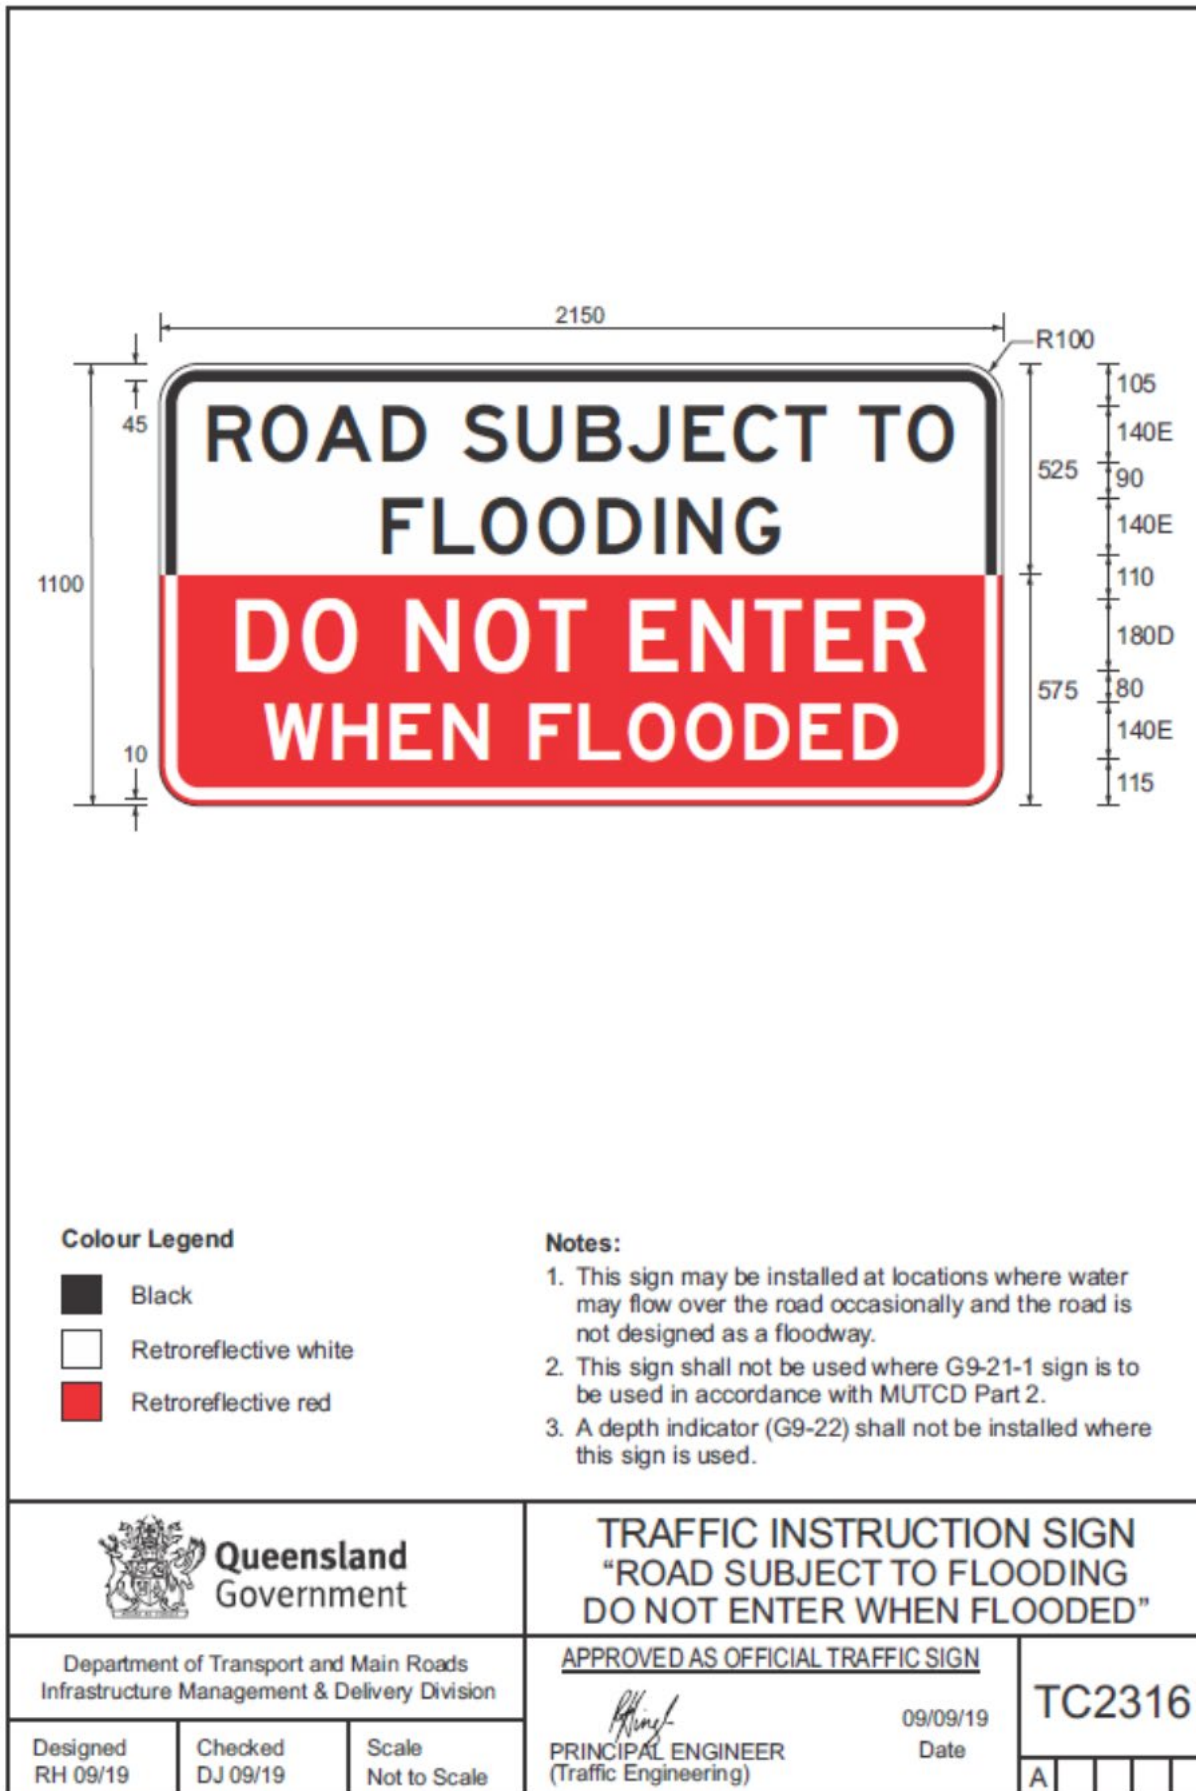 2150
R100
45
1100
10
525
575
105
140E
90
140E
110
180D
80
140E
115
ROAD SUBJECT TO
FLOODING
DO NOT ENTER
WHEN FLOODED
Colour Legend
Black
Retroreflective white
Retroreflective red
Notes:
1. This sign may be installed at locations where water
may flow over the road occasionally and the road is
not designed as a floodway.
2. This sign shall not be used where G9-21-1 sign is to
be used in accordance with MUTCD Part 2.
3. A depth indicator (G9-22) shall not be installed where
this sign is used.
Queensland
Government
TRAFFIC INSTRUCTION SIGN
“ROAD SUBJECT TO FLOODING
DO NOT ENTER WHEN FLOODED”
Department of Transport and Main Roads
Infrastructure Management & Delivery Division
Designed
RH 09/19
Checked
DJ 09/19
Scale
Not to Scale
APPROVED AS OFFICIAL TRAFFIC SIGN
PRINCIPAL ENGINEER
(Traffic Engineering)
09/09/19
Date
TC2316
A